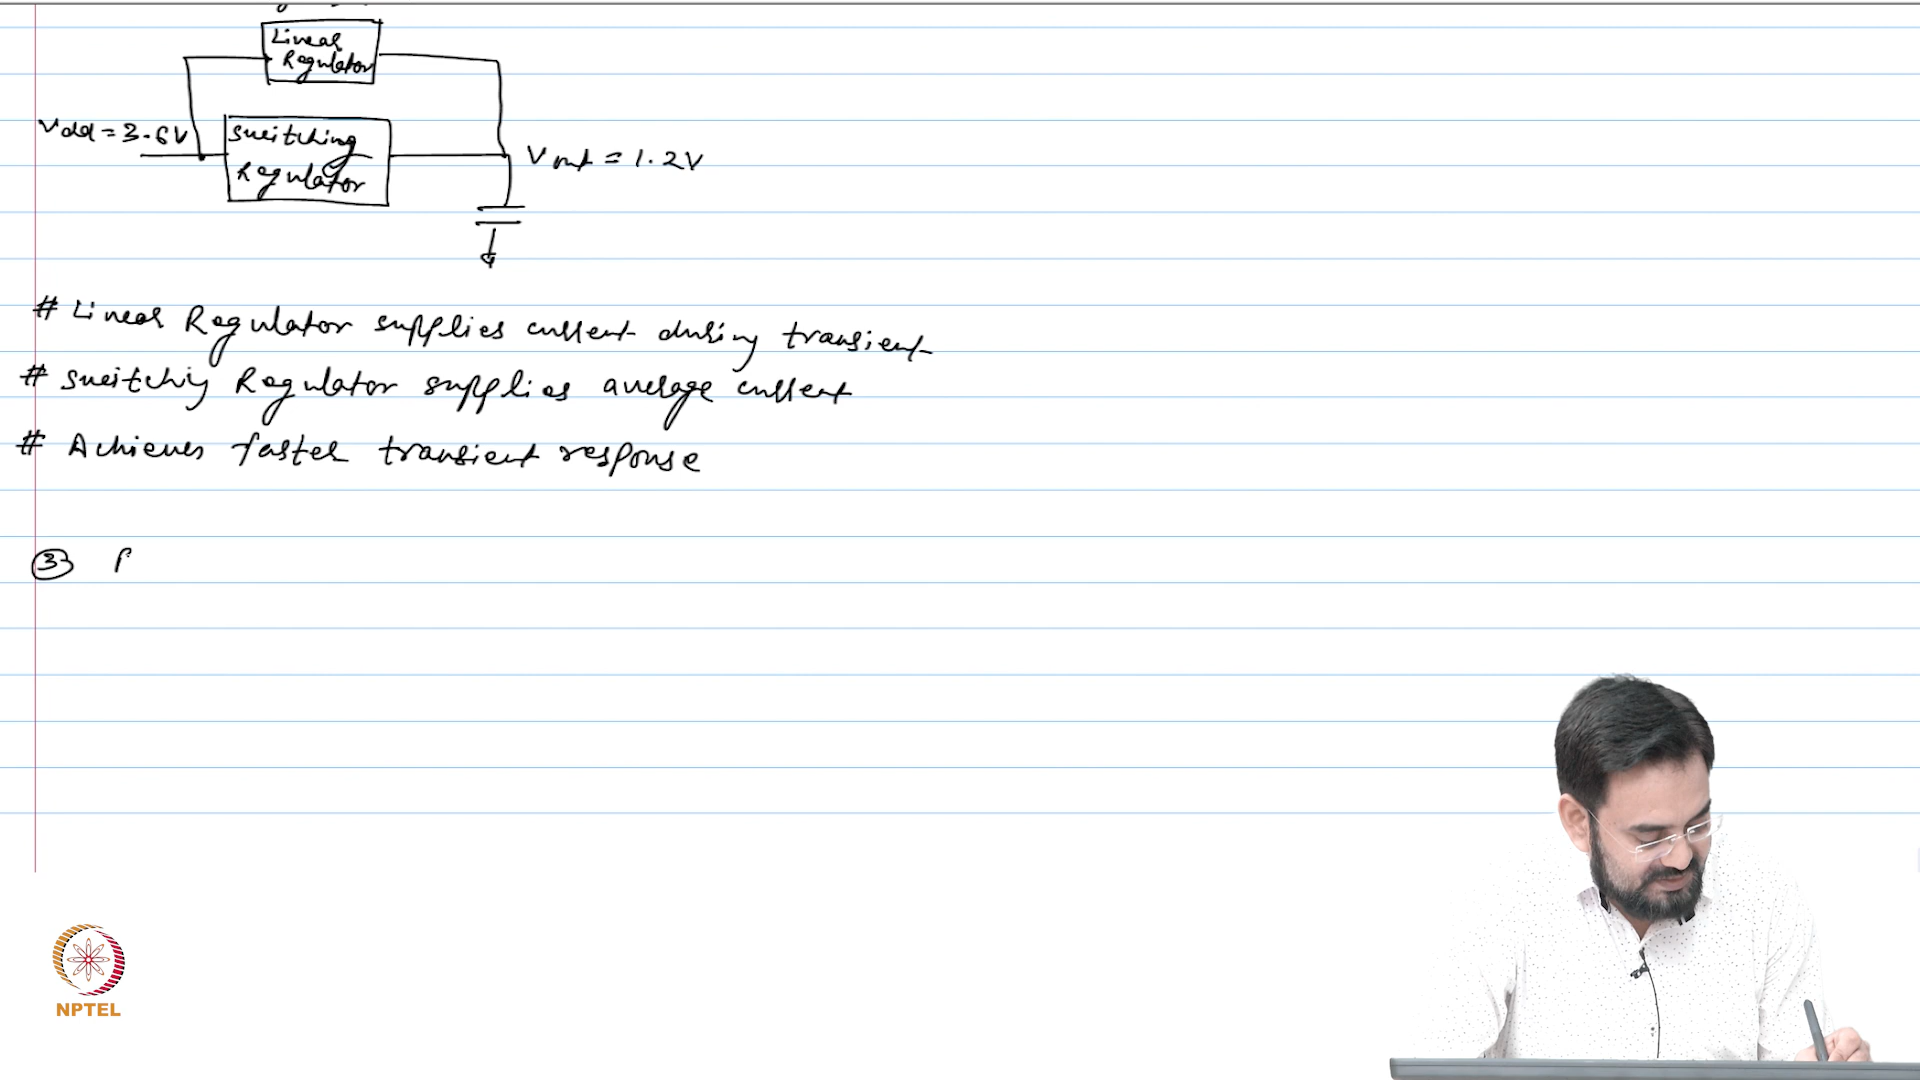 Linear
Regulator
Vdd = 3.6V
Switching
Regulator
Vout = 1.2V
# Linear Regulator supplies current during transient
# Switching Regulator supplies average current
# Achieves faster transient response
③ P
NPTEL